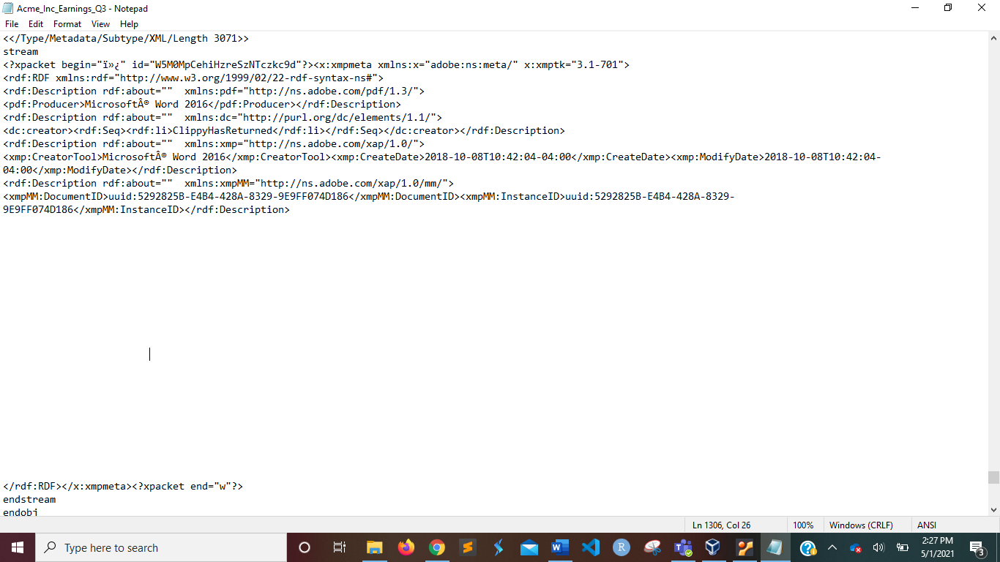 Acme_Inc_Earnings_Q3 - Notepad
File Edit Format View Help
<</Type/Metadata/Subtype/XML/Length 3071>>
stream
<?xpacket begin="ï»¿" id="W5M0MpCehiHzreSzNTczkc9d"?><x:xmpmeta xmlns:x="adobe:ns:meta/" x:xmptk="3.1-701">
<rdf:RDF xmlns:rdf="http://www.w3.org/1999/02/22-rdf-syntax-ns#">
<rdf:Description rdf:about=""  xmlns:pdf="http://ns.adobe.com/pdf/1.3/">
<pdf:Producer>MicrosoftÂ® Word 2016</pdf:Producer></rdf:Description>
<rdf:Description rdf:about=""  xmlns:dc="http://purl.org/dc/elements/1.1/">
<dc:creator><rdf:Seq><rdf:li>ClippyHasReturned</rdf:li></rdf:Seq></dc:creator></rdf:Description>
<rdf:Description rdf:about=""  xmlns:xmp="http://ns.adobe.com/xap/1.0/">
<xmp:CreatorTool>MicrosoftÂ® Word 2016</xmp:CreatorTool><xmp:CreateDate>2018-10-08T10:42:04-04:00</xmp:CreateDate><xmp:ModifyDate>2018-10-08T10:42:04-
04:00</xmp:ModifyDate></rdf:Description>
<rdf:Description rdf:about=""  xmlns:xmpMM="http://ns.adobe.com/xap/1.0/mm/">
<xmpMM:DocumentID>uuid:5292825B-E4B4-428A-8329-9E9FF074D186</xmpMM:DocumentID><xmpMM:InstanceID>uuid:5292825B-E4B4-428A-8329-
9E9FF074D186</xmpMM:InstanceID></rdf:Description>
</rdf:RDF></x:xmpmeta><?xpacket end="w"?>
endstream
endobj
Ln 1306, Col 26 100% Windows (CRLF) ANSI
Type here to search
2:27 PM
5/1/2021
3